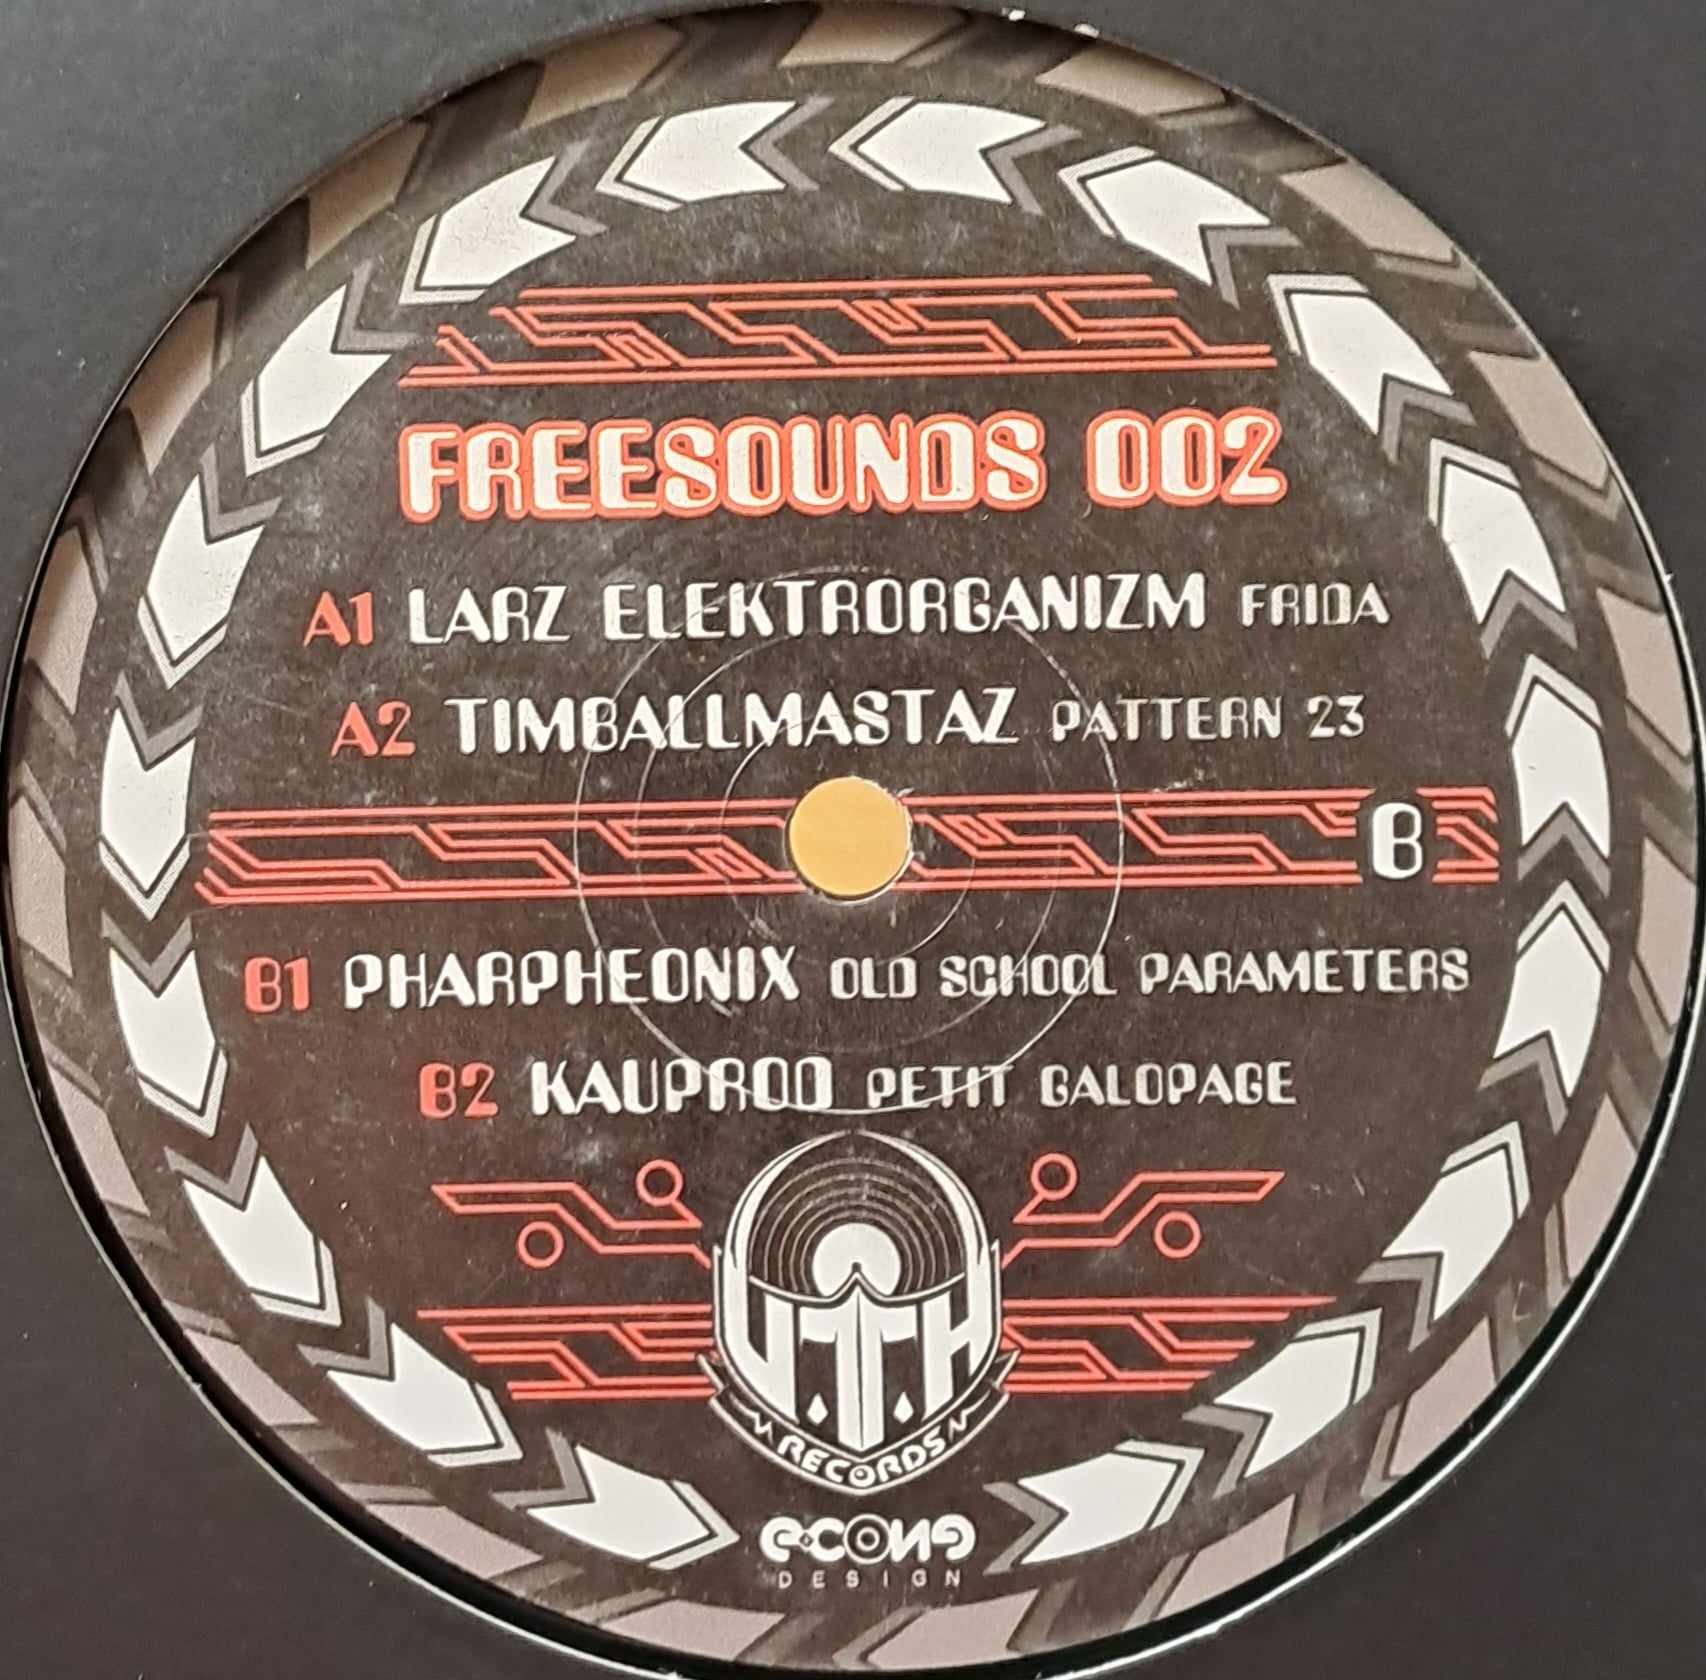 FREESOUNDS 002
A1 LARZ ELEKTRORGANIZM FRIDA
A2 TIMBALLMASTAZ PATTERN 23
B
B1 PHARPHEONIX OLD SCHOOL PARAMETERS
B2 KAUPROD PETIT GALOPAGE
U.T.H
RECORDS
e·cone
DESIGN